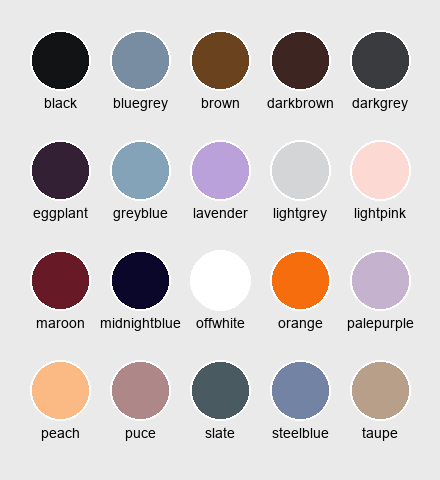 black bluegrey brown darkbrown darkgrey
eggplant greyblue lavender lightgrey lightpink
maroon midnightblue offwhite orange palepurple
peach puce slate steelblue taupe